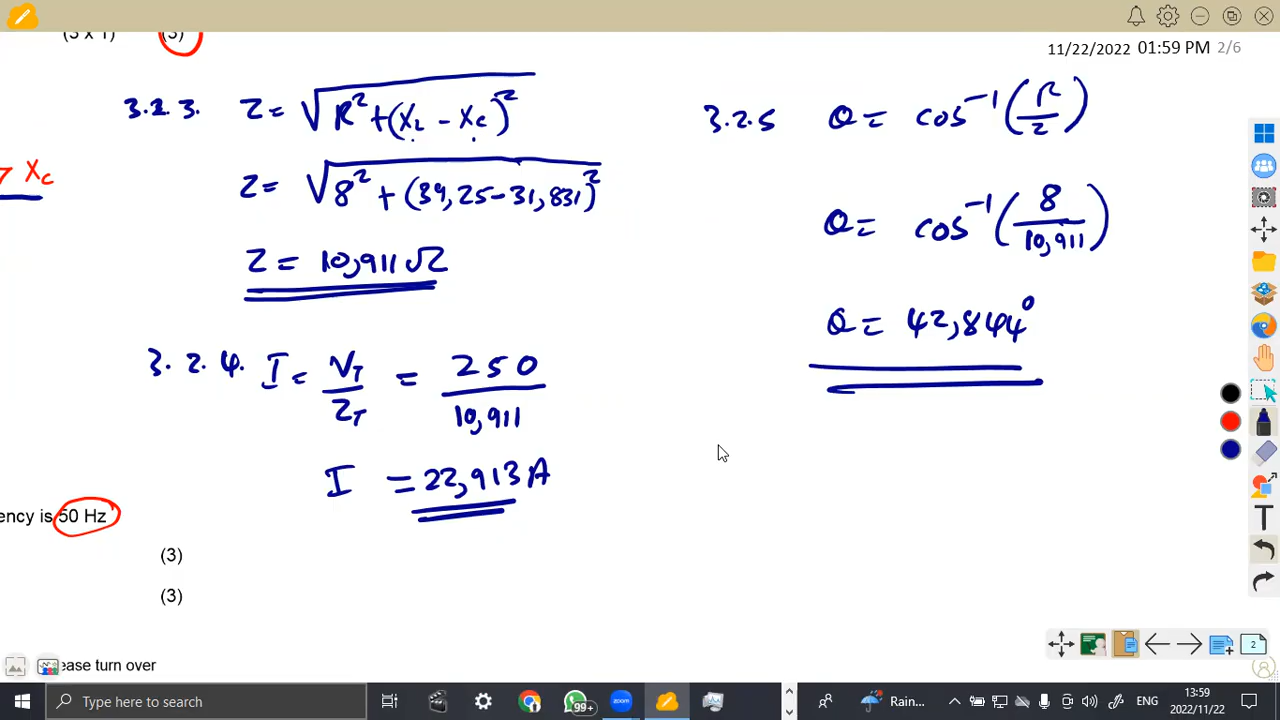 (3 x 1) (3)
11/22/2022 01:59 PM 2/6
3.2.3. Z = √R² + (XL - Xc)²
Z = √8² + (39,25 - 31,831)²
Z = 10,911 Ω
Xc
3.2.4. I = VT/ZT = 250/10,911
I = 22,913 A
3.2.5 θ = cos⁻¹(R/Z)
θ = cos⁻¹(8/10,911)
θ = 42,844°
ency is 50 Hz
(3)
(3)
ease turn over
2
Type here to search
99+
Rain...
ENG
13:59
2022/11/22